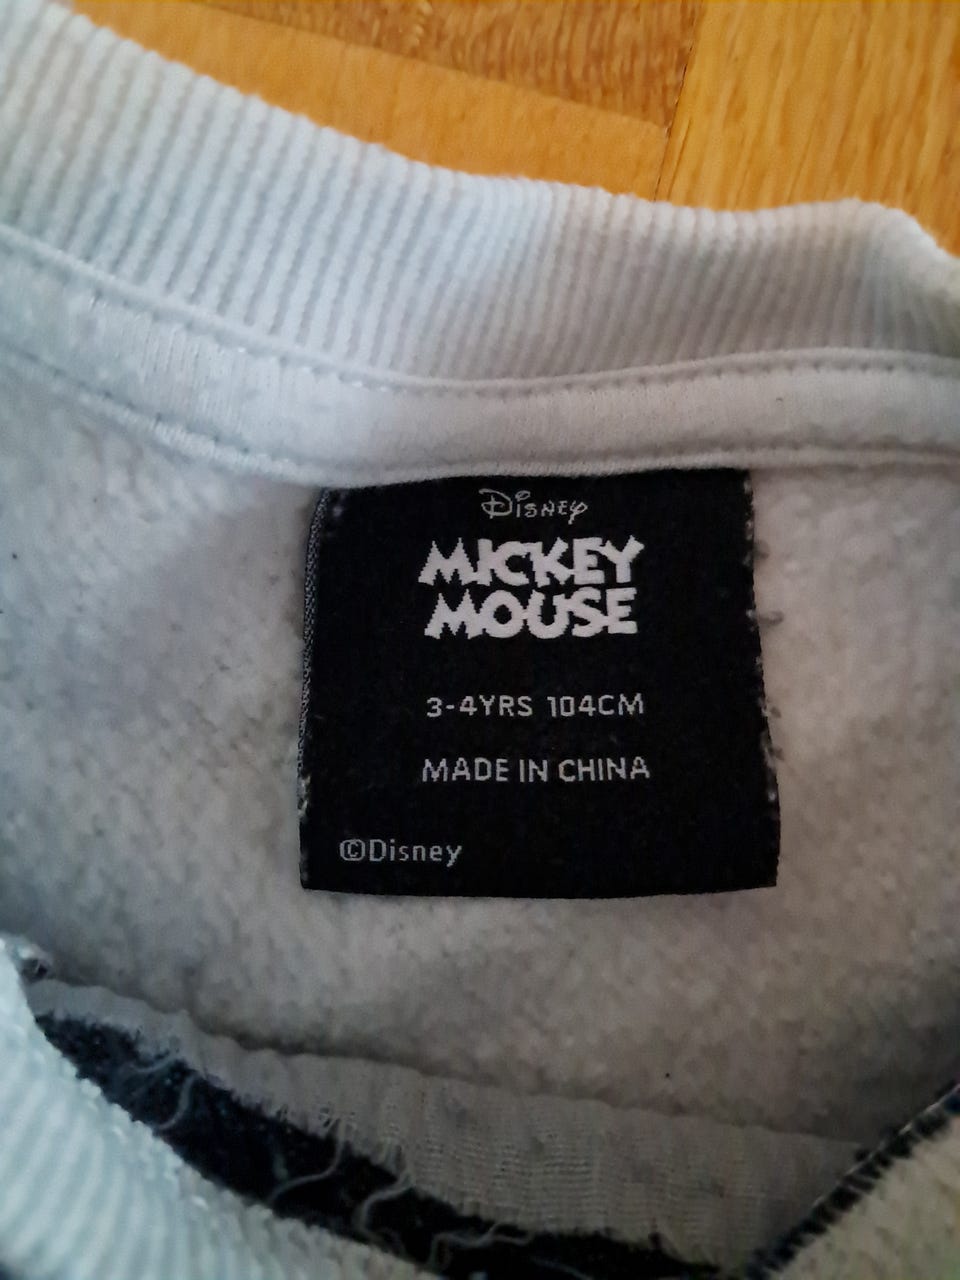 Disney
MICKEY
MOUSE
3-4YRS 104CM
MADE IN CHINA
©Disney